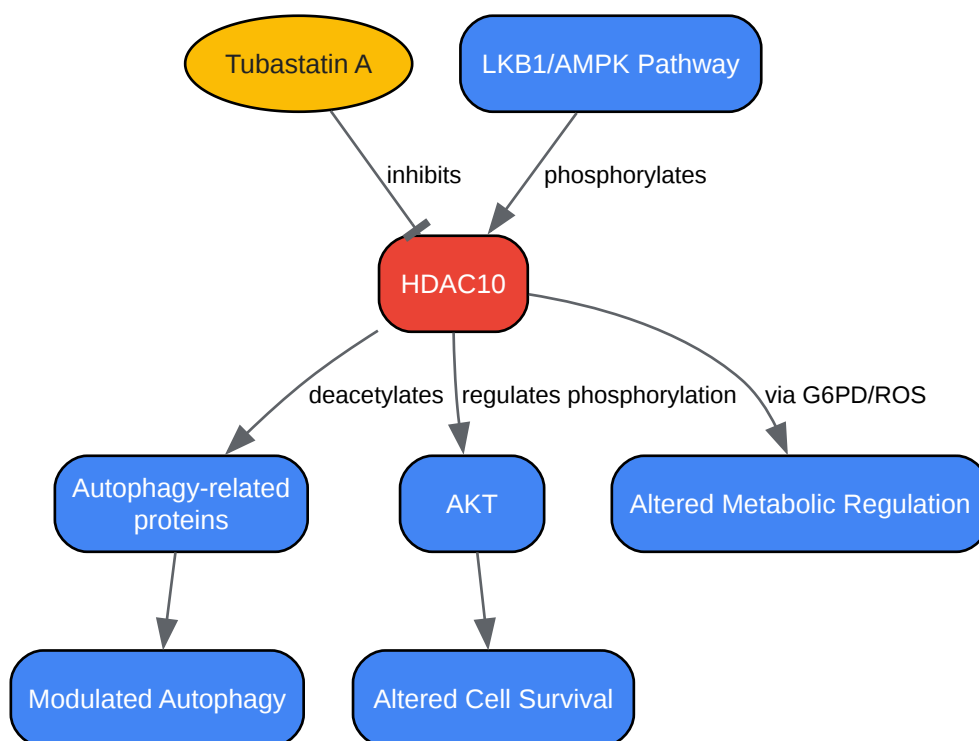 Tubastatin A
LKB1/AMPK Pathway
inhibits
phosphorylates
HDAC10
deacetylates
regulates phosphorylation
via G6PD/ROS
Autophagy-related
proteins
AKT
Altered Metabolic Regulation
Modulated Autophagy
Altered Cell Survival